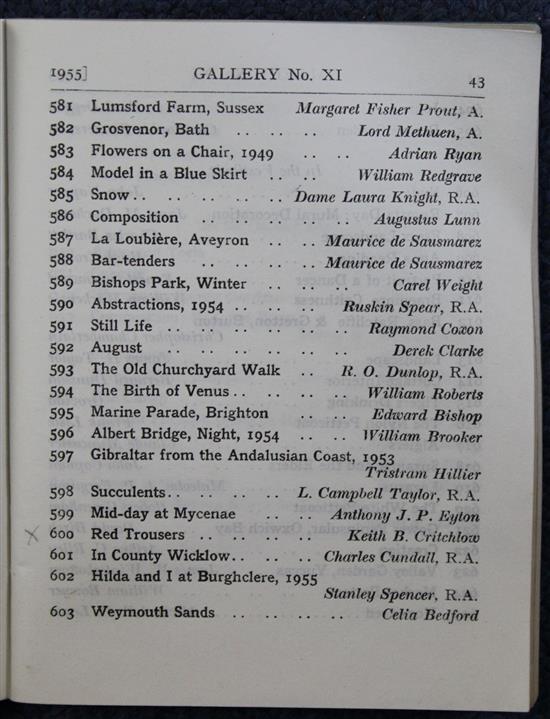 1955]
GALLERY No. XI
43
581 Lumsford Farm, Sussex Margaret Fisher Prout, A.
582 Grosvenor, Bath .. .. .. Lord Methuen, A.
583 Flowers on a Chair, 1949 .. .. Adrian Ryan
584 Model in a Blue Skirt .. .. William Redgrave
585 Snow.. .. .. .. .. Dame Laura Knight, R.A.
586 Composition .. .. .. .. Augustus Lunn
587 La Loubière, Aveyron .. .. Maurice de Sausmarez
588 Bar-tenders .. .. .. .. Maurice de Sausmarez
589 Bishops Park, Winter .. .. .. Carel Weight
590 Abstractions, 1954 .. .. .. Ruskin Spear, R.A.
591 Still Life .. .. .. .. .. Raymond Coxon
592 August .. .. .. .. .. Derek Clarke
593 The Old Churchyard Walk .. R. O. Dunlop, R.A.
594 The Birth of Venus.. .. .. William Roberts
595 Marine Parade, Brighton .. .. Edward Bishop
596 Albert Bridge, Night, 1954 .. .. William Brooker
597 Gibraltar from the Andalusian Coast, 1953
Tristram Hillier
598 Succulents.. .. .. .. L. Campbell Taylor, R.A.
599 Mid-day at Mycenae .. Anthony J. P. Eyton
x 600 Red Trousers .. .. .. Keith B. Critchlow
601 In County Wicklow.. .. Charles Cundall, R.A.
602 Hilda and I at Burghclere, 1955
Stanley Spencer, R.A.
603 Weymouth Sands .. .. .. Celia Bedford